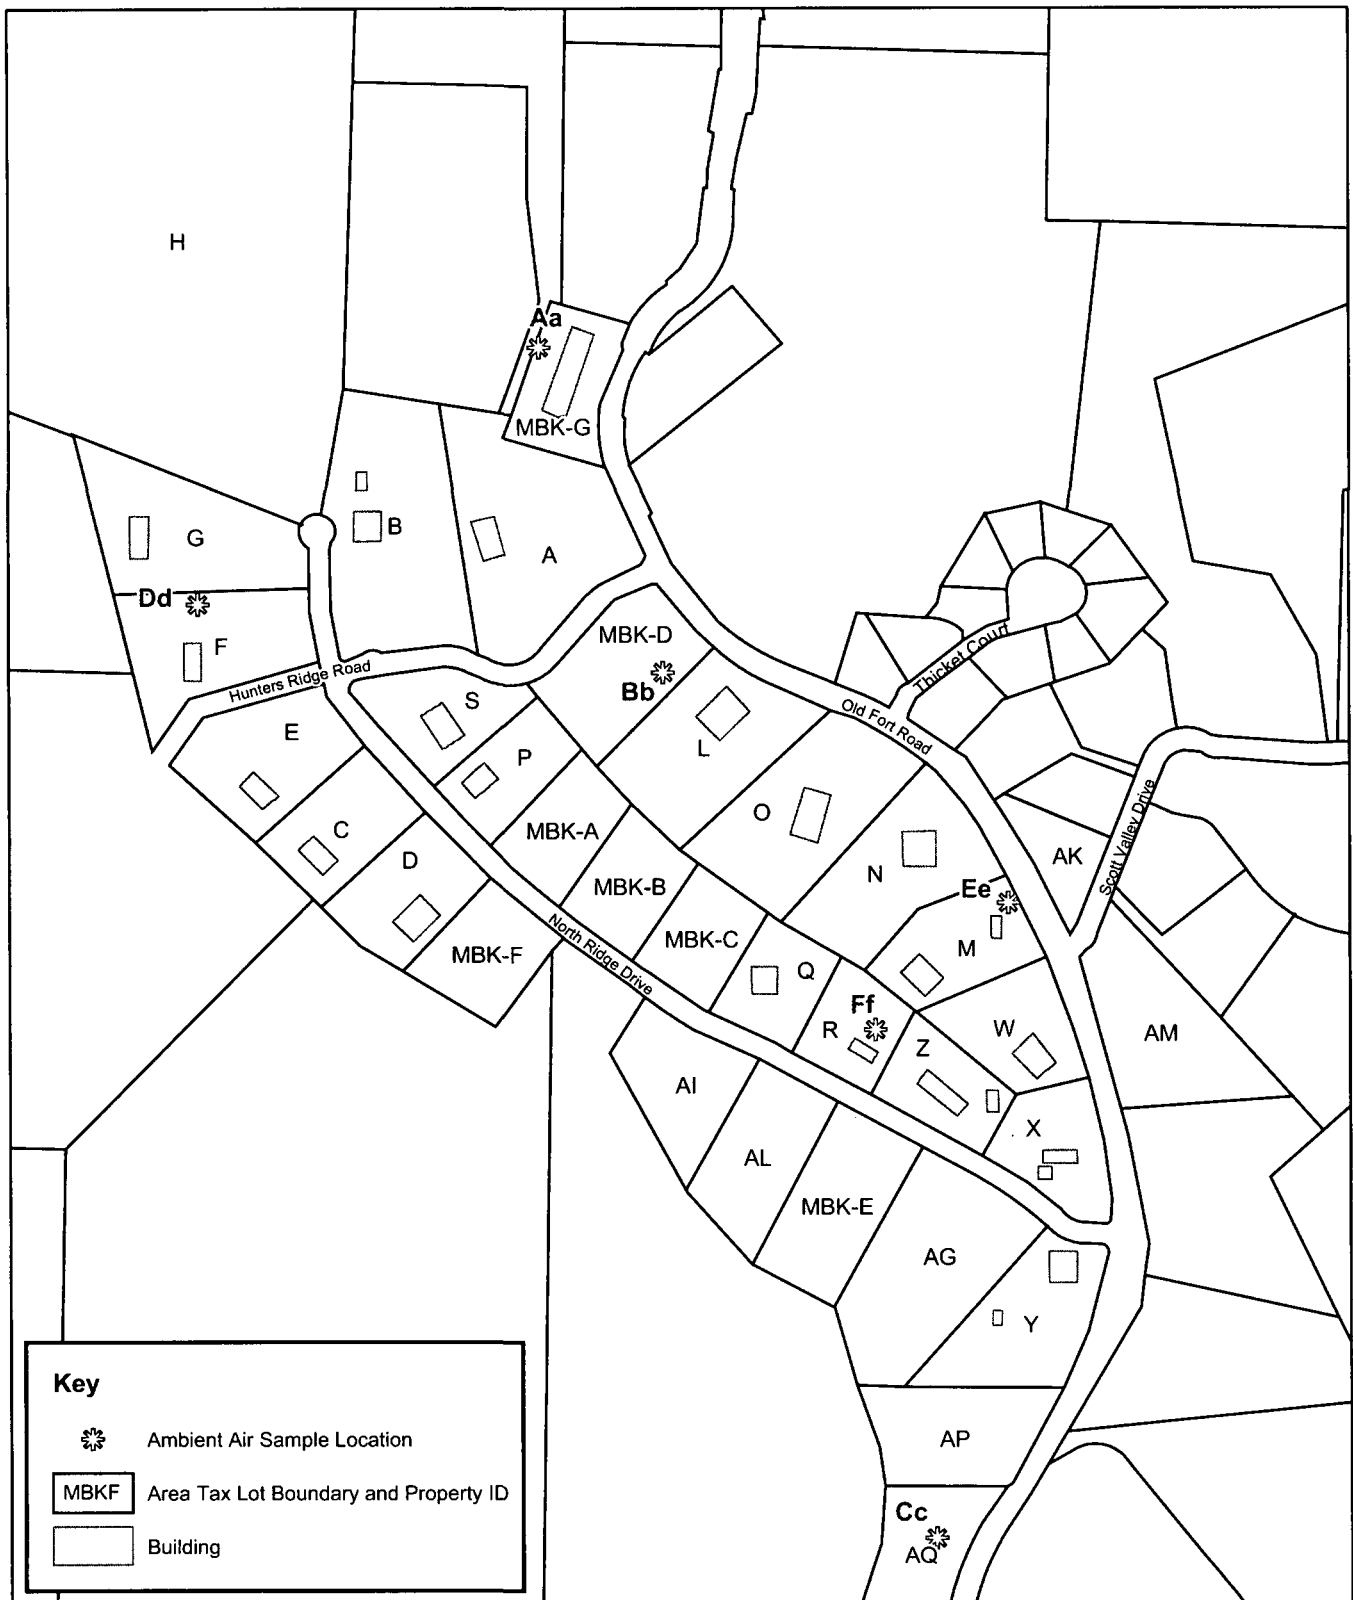 H
Aa
MBK-G
B
G
A
Dd
F
MBK-D
Thicket Court
Hunters Ridge Road
Bb
S
Old Fort Road
E
P
L
Scott Valley Drive
O
C
MBK-A
D
AK
N
MBK-B
Ee
MBK-C
M
MBK-F
North Ridge Drive
Q
Ff
R
W
AM
Z
AI
X
AL
MBK-E
AG
Y
Key
Ambient Air Sample Location
AP
MBKF Area Tax Lot Boundary and Property ID
Cc
Building
AQ